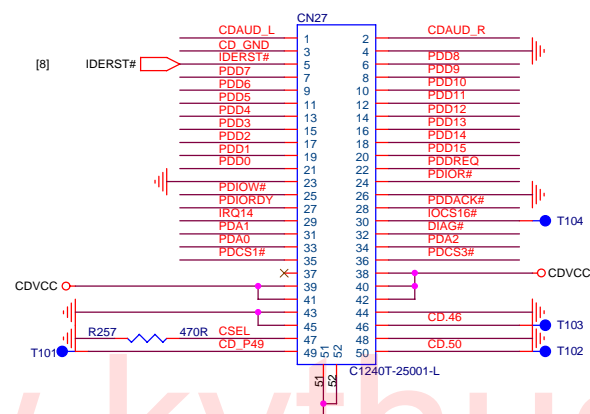 CN27
CDAUD_L 1 2 CDAUD_R
CD_GND 3 4
[8] IDERST# IDERST# 5 6 PDD8
PDD7 7 8 PDD9
PDD6 9 10 PDD10
PDD5 11 12 PDD11
PDD4 13 14 PDD12
PDD3 15 16 PDD13
PDD2 17 18 PDD14
PDD1 19 20 PDD15
PDD0 21 22 PDDREQ
23 24 PDIOR#
PDIOW# 25 26
PDIORDY 27 28 PDDACK#
IRQ14 29 30 IOCS16# T104
PDA1 31 32 DIAG#
PDA0 33 34 PDA2
PDCS1# 35 36 PDCS3#
37 38 CDVCC
CDVCC 39 40
41 42
43 44
45 46 CD.46 T103
R257 470R CSEL 47 48
T101 CD_P49 49 50 CD.50 T102
51 52
C1240T-25001-L
51 52